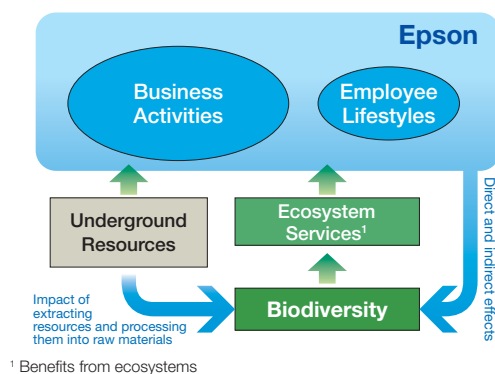 Epson
Business
Activities
Employee
Lifestyles
Underground
Resources
Ecosystem
Services¹
Direct and indirect effects
Impact of
extracting
resources and processing
them into raw materials
Biodiversity
¹ Benefits from ecosystems